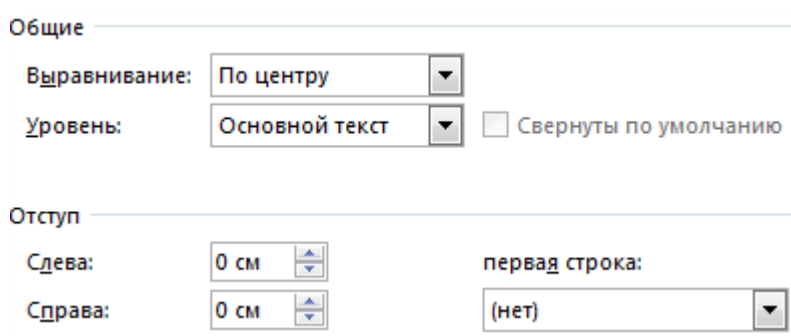 Общие
Выравнивание: По центру
Уровень: Основной текст Свернуты по умолчанию
Отступ
Слева: 0 см первая строка:
Справа: 0 см (нет)